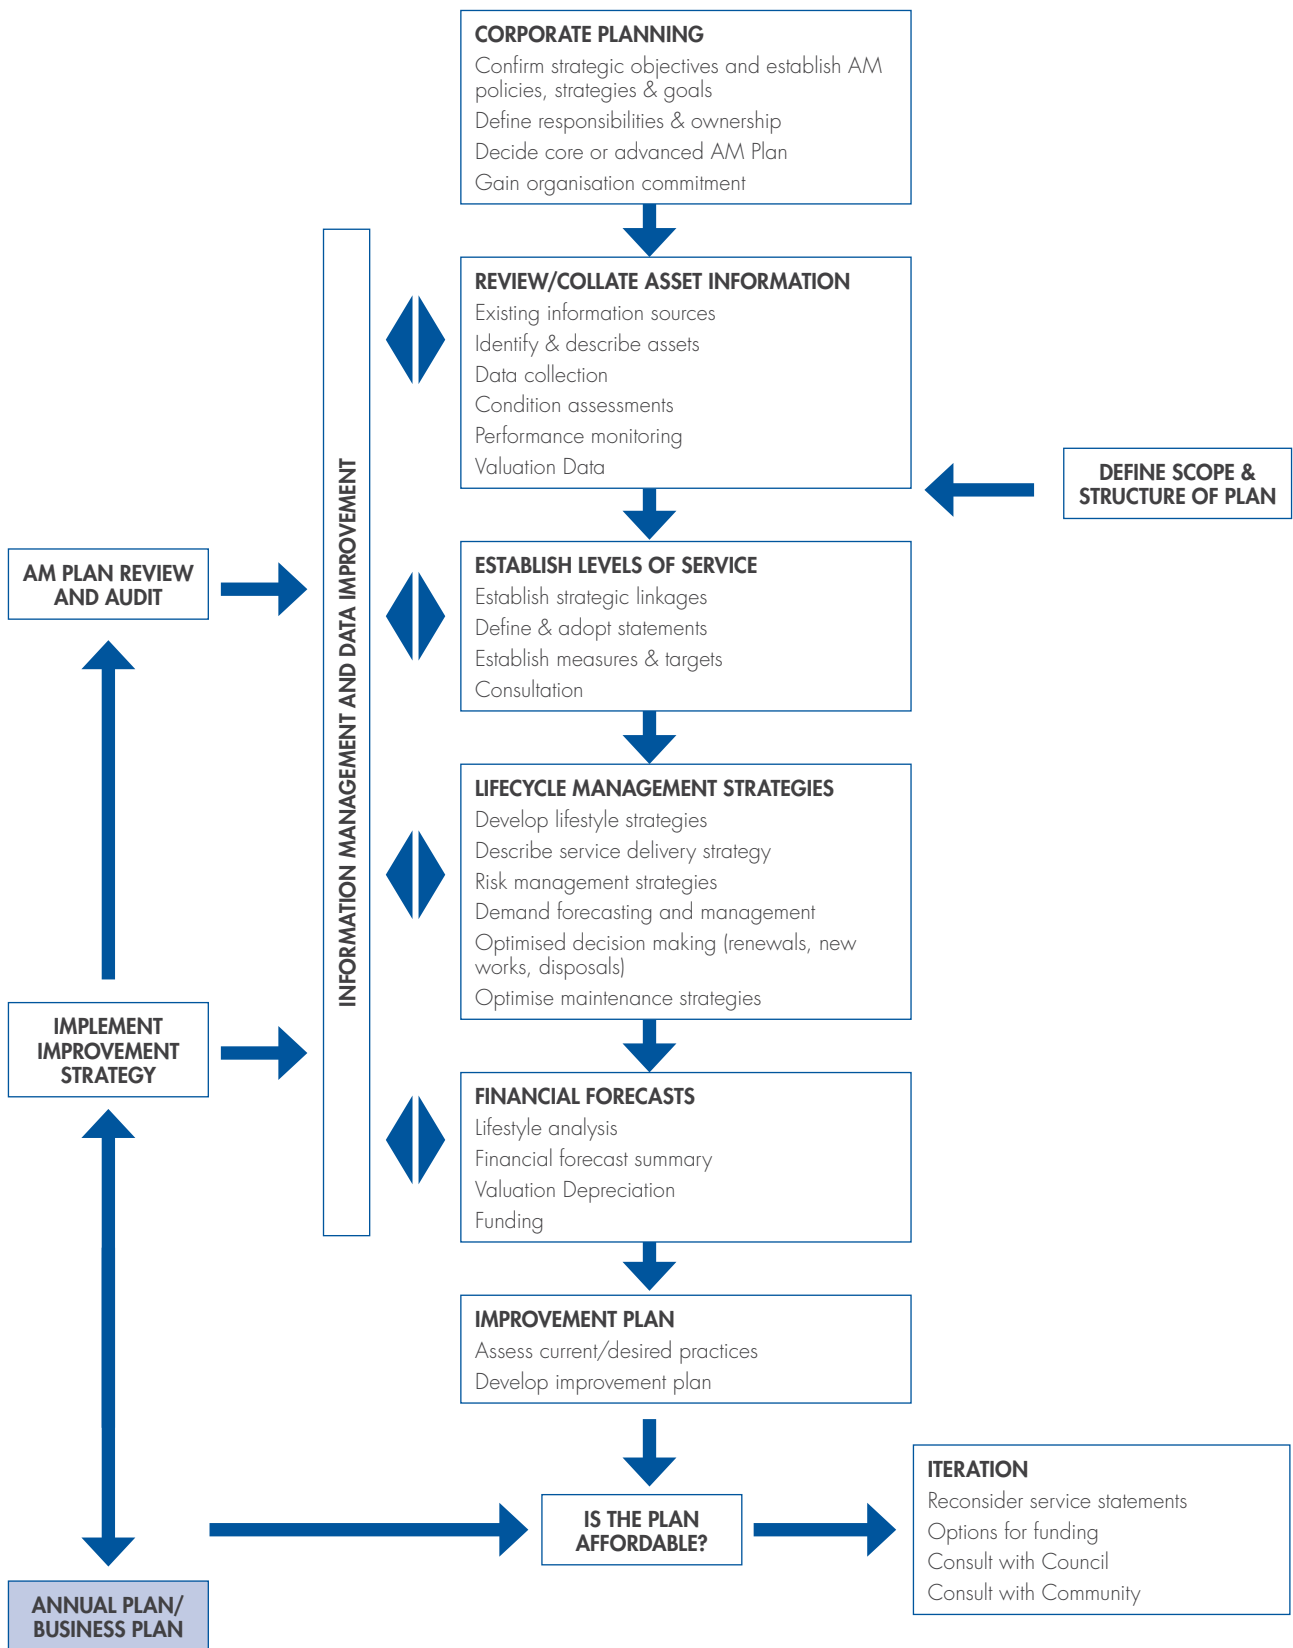 CORPORATE PLANNING
Confirm strategic objectives and establish AM
policies, strategies & goals
Define responsibilities & ownership
Decide core or advanced AM Plan
Gain organisation commitment
REVIEW/COLLATE ASSET INFORMATION
Existing information sources
Identify & describe assets
Data collection
Condition assessments
Performance monitoring
Valuation Data
DEFINE SCOPE &
STRUCTURE OF PLAN
INFORMATION MANAGEMENT AND DATA IMPROVEMENT
AM PLAN REVIEW
AND AUDIT
ESTABLISH LEVELS OF SERVICE
Establish strategic linkages
Define & adopt statements
Establish measures & targets
Consultation
LIFECYCLE MANAGEMENT STRATEGIES
Develop lifestyle strategies
Describe service delivery strategy
Risk management strategies
Demand forecasting and management
Optimised decision making (renewals, new
works, disposals)
Optimise maintenance strategies
IMPLEMENT
IMPROVEMENT
STRATEGY
FINANCIAL FORECASTS
Lifestyle analysis
Financial forecast summary
Valuation Depreciation
Funding
IMPROVEMENT PLAN
Assess current/desired practices
Develop improvement plan
IS THE PLAN
AFFORDABLE?
ITERATION
Reconsider service statements
Options for funding
Consult with Council
Consult with Community
ANNUAL PLAN/
BUSINESS PLAN